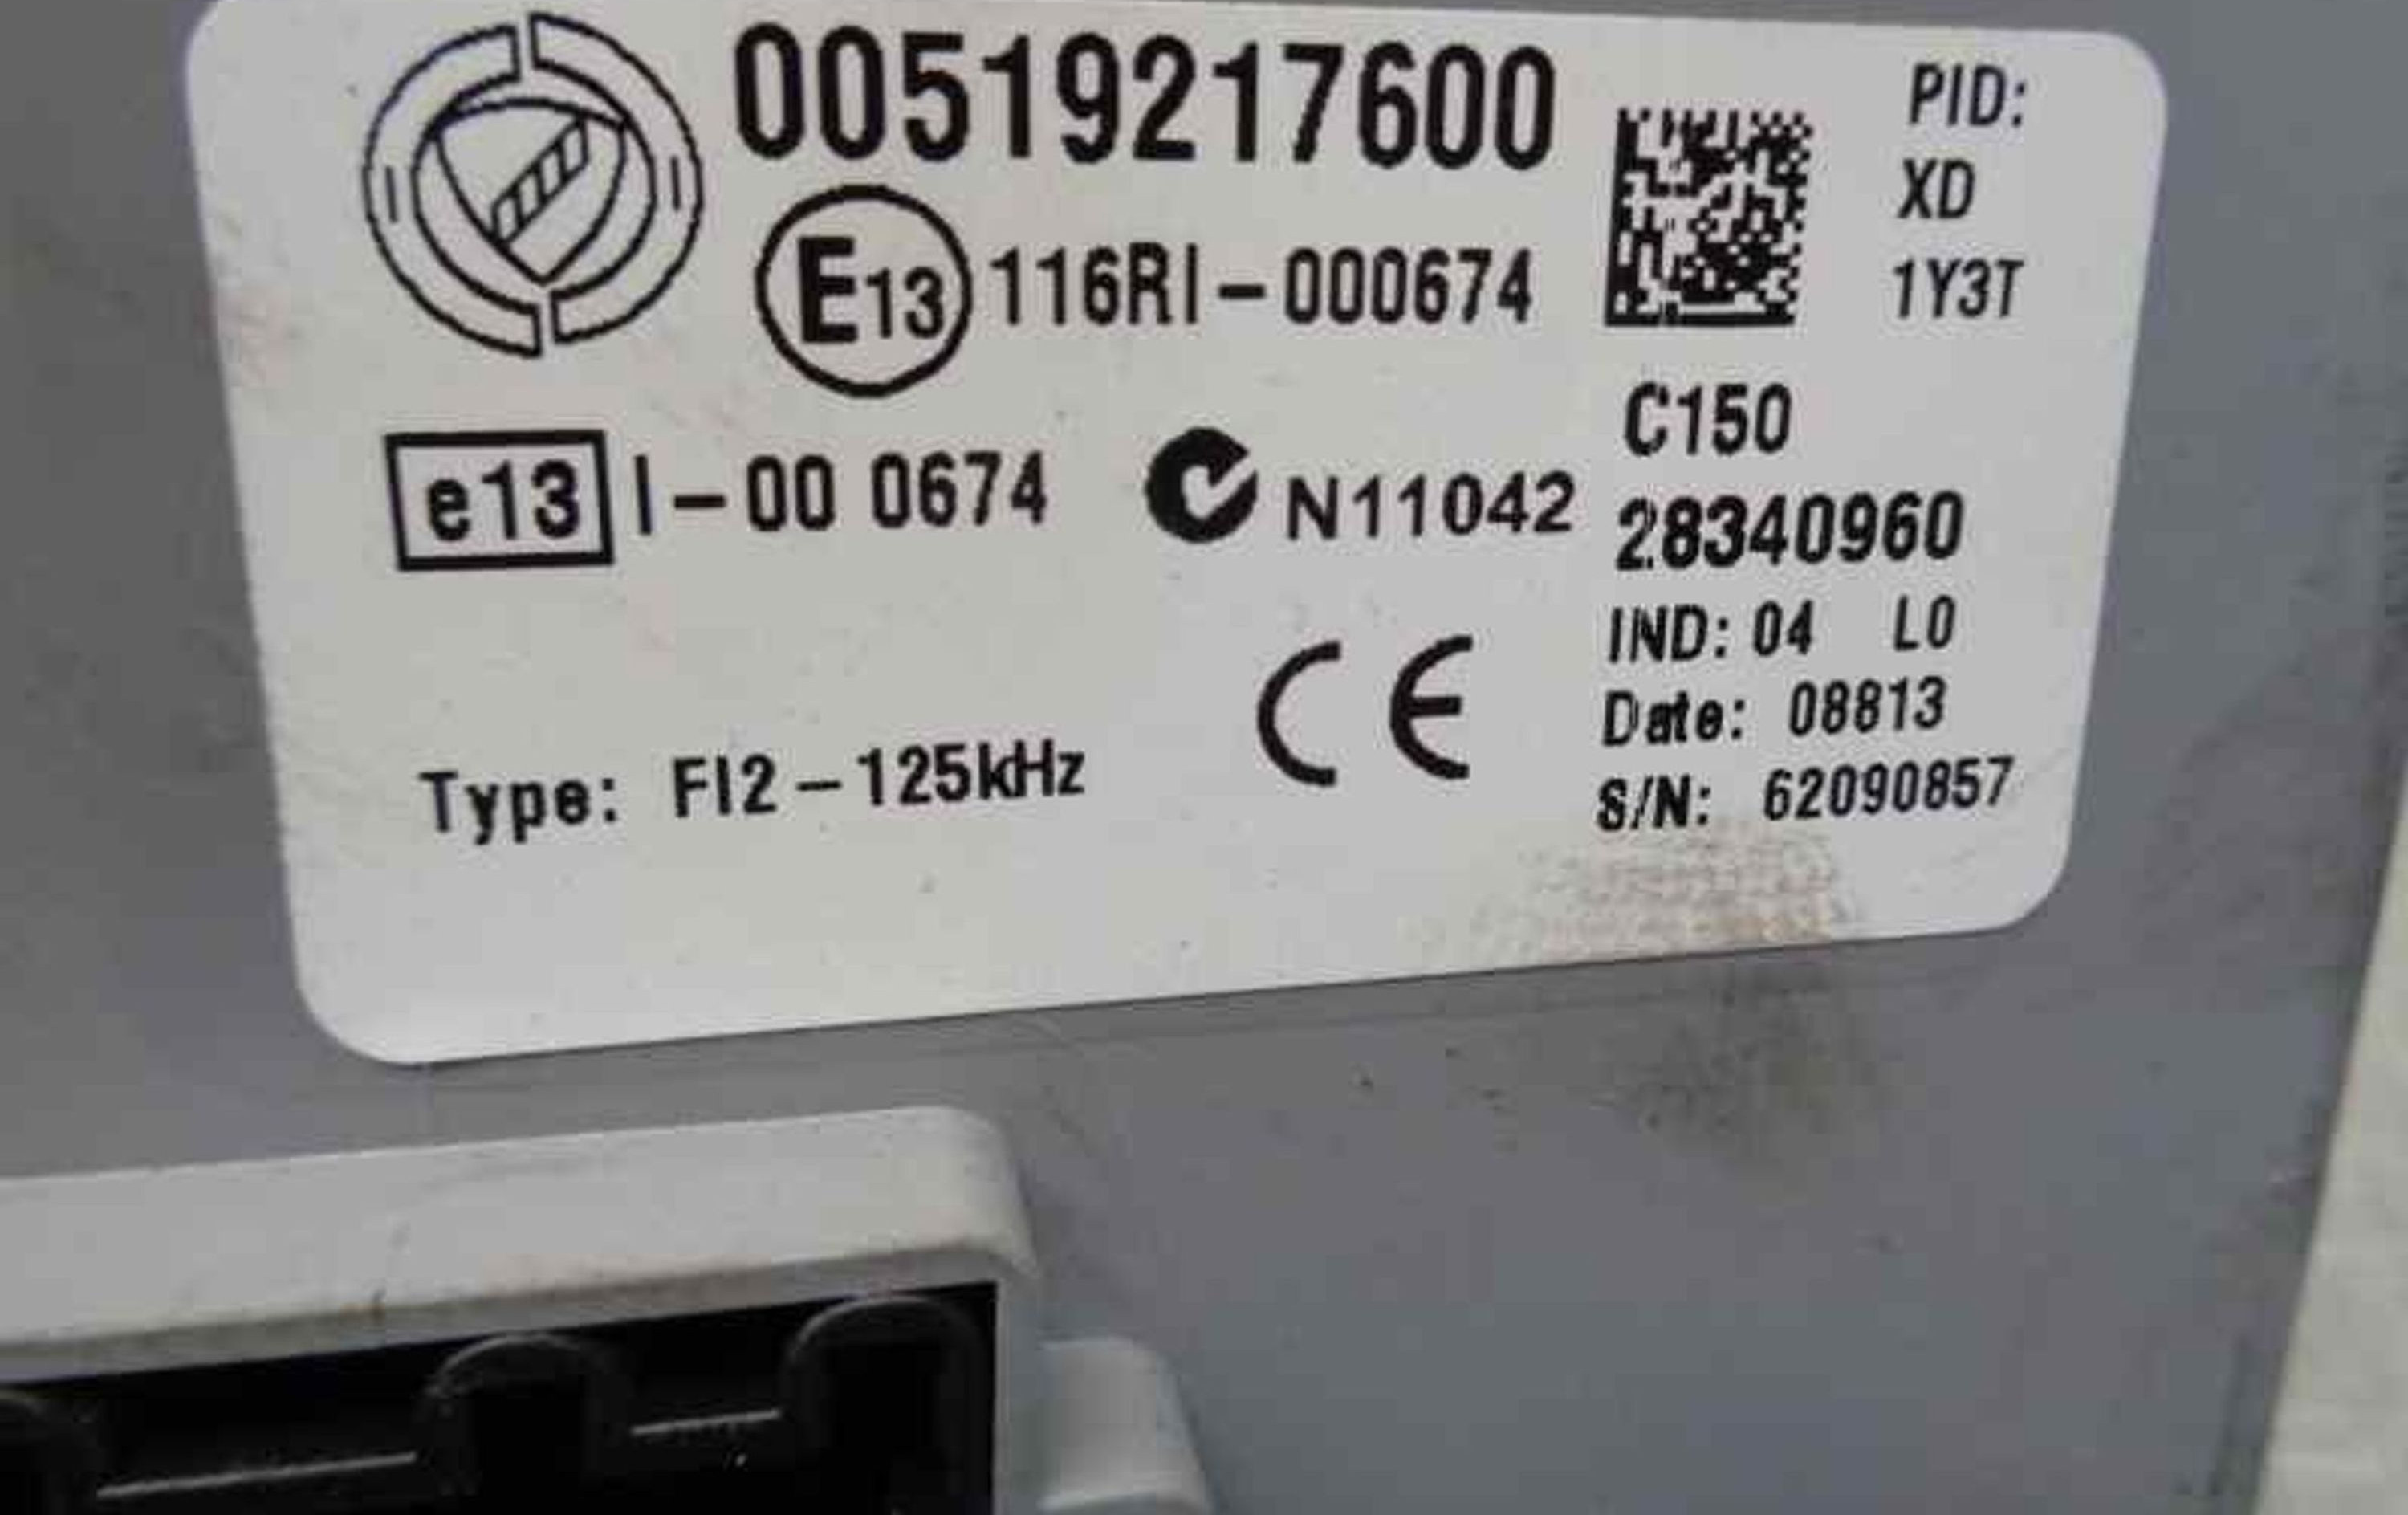 00519217600
E13 116RI-000674
PID:
XD
1Y3T
e13 I-00 0674
N11042
C150
28340960
IND: 04 L0
Date: 08813
S/N: 62090857
Type: FI2-125kHz
CE